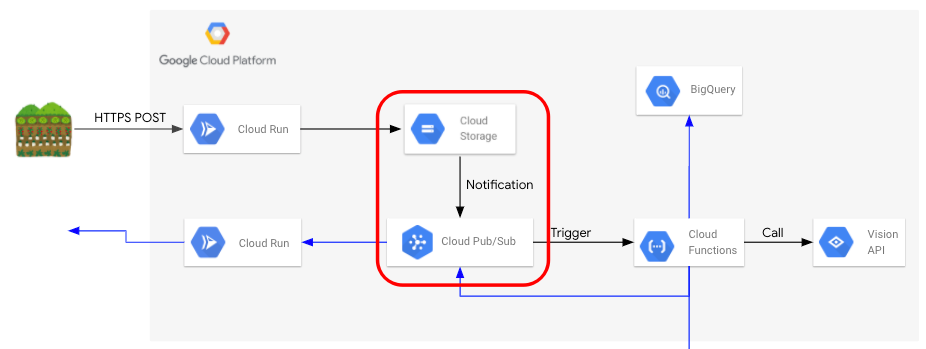 Google Cloud Platform
HTTPS POST
Cloud Run
Cloud
Storage
BigQuery
Notification
Cloud Run
Cloud Pub/Sub
Trigger
Cloud
Functions
Call
Vision
API